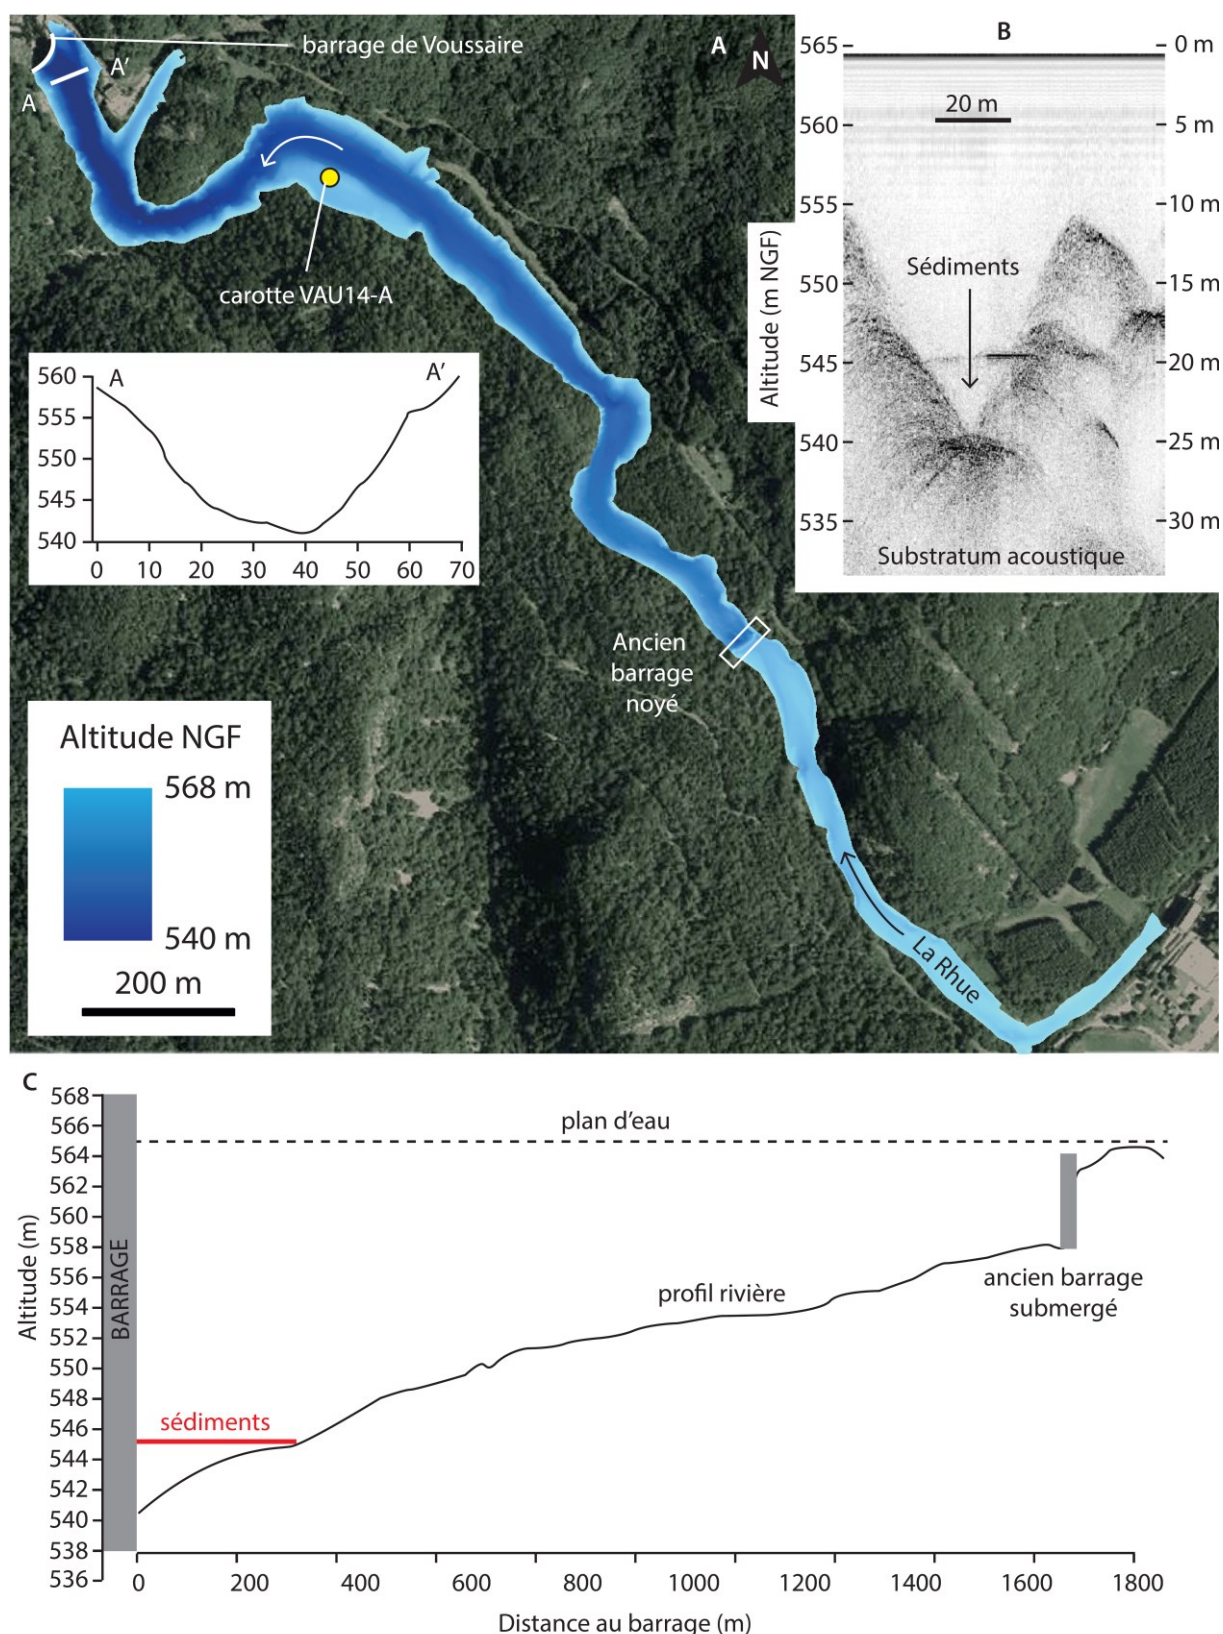 barrage de Voussaire
A
N
A
A'
carotte VAU14-A
B
565
560
555
550
545
540
535
Altitude (m NGF)
0 m
5 m
10 m
15 m
20 m
25 m
30 m
20 m
Sédiments
Substratum acoustique
A
A'
560
555
550
545
540
0 10 20 30 40 50 60 70
Ancien
barrage
noyé
Altitude NGF
568 m
540 m
200 m
La Rhue
C
568
566
564
562
560
558
556
554
552
550
548
546
544
542
540
538
536
Altitude (m)
BARRAGE
plan d'eau
profil rivière
ancien barrage
submergé
sédiments
0 200 400 600 800 1000 1200 1400 1600 1800
Distance au barrage (m)